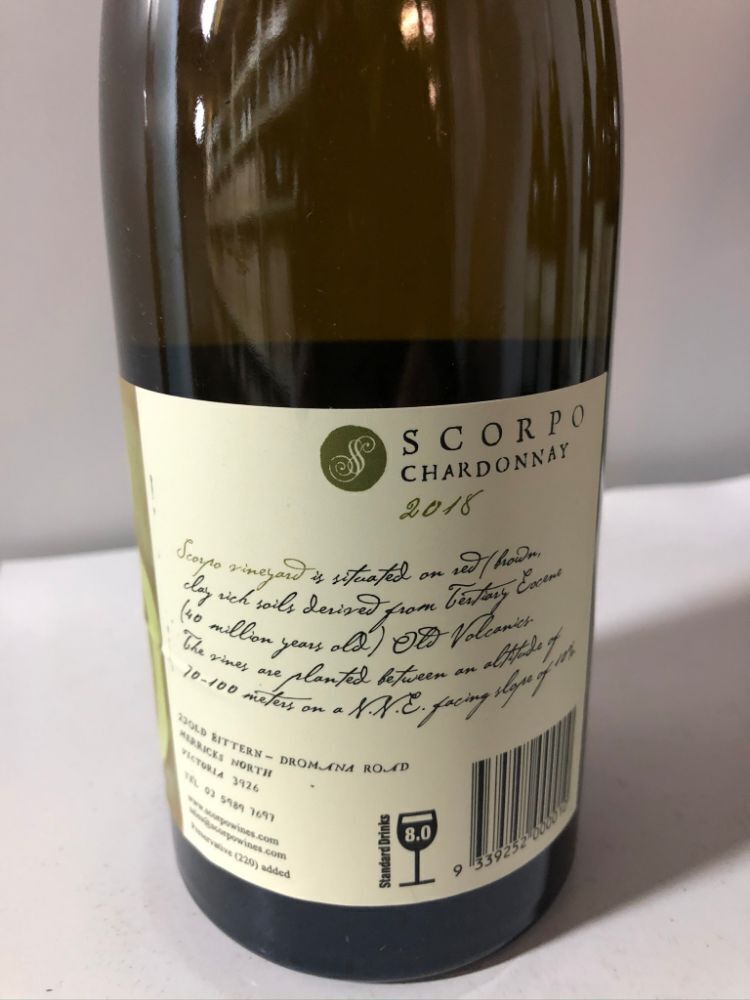 SCORPO
CHARDONNAY
2018
Scorpo vineyard is situated on red/brown,
clay rich soils derived from Tertiary Eocene
(40 million years old) Old Volcanics.
The vines are planted between an altitude of
70-100 meters on a N.N.E. facing slope of 10%
23 OLD BITTERN - DROMANA ROAD
MERRICKS NORTH
VICTORIA 3926
TEL 03 5989 7697
www.scorpowines.com
Preservative (220) added
Standard Drinks
8.0
9 339252 000010